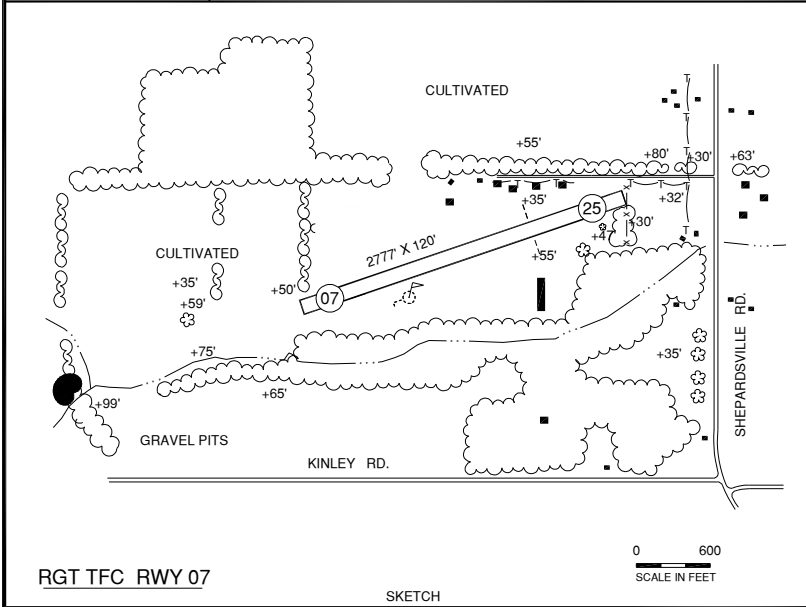 CULTIVATED
+55'
+80'
+30'
+63'
T
T
T
T
T
T
T
T
T
+35'
+32'
25
x
x
x
+30'
+47'
CULTIVATED
2777' X 120'
+55'
+35'
+50'
07
+59'
+75'
+35'
+65'
+99'
GRAVEL PITS
KINLEY RD.
SHEPARDSVILLE RD.
0 600
SCALE IN FEET
RGT TFC RWY 07
SKETCH